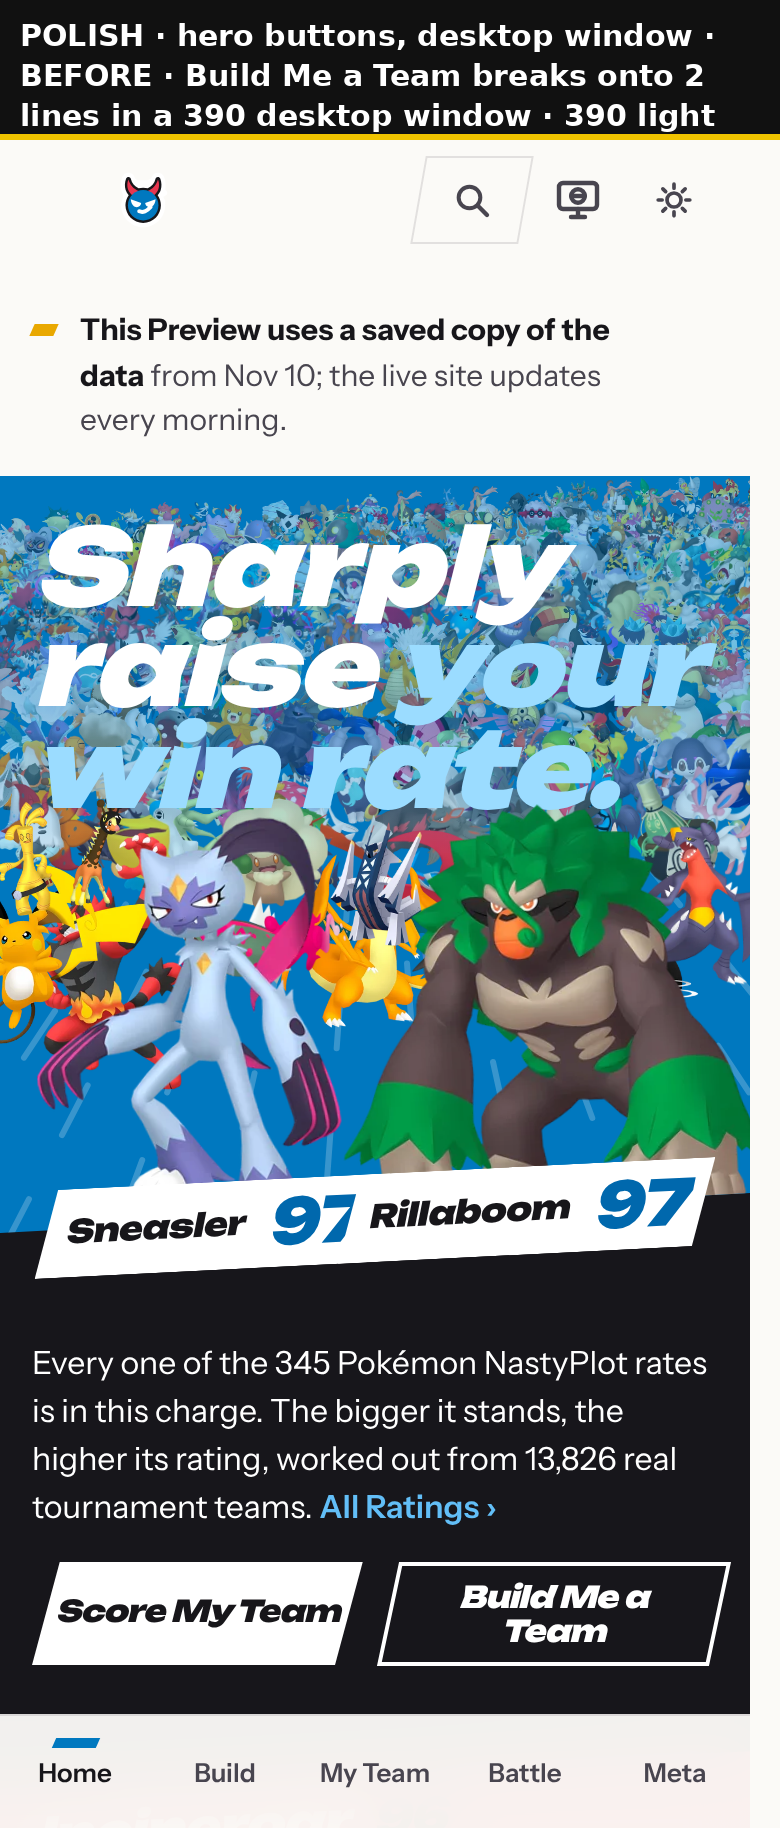 POLISH · hero buttons, desktop window ·
BEFORE · Build Me a Team breaks onto 2
lines in a 390 desktop window · 390 light
This Preview uses a saved copy of the
data from Nov 10; the live site updates
every morning.
Sharply
raise your
win rate.
Sneasler 97 Rillaboom 97
Every one of the 345 Pokémon NastyPlot rates
is in this charge. The bigger it stands, the
higher its rating, worked out from 13,826 real
tournament teams. All Ratings ›
Score My Team
Build Me a
Team
Home Build My Team Battle Meta